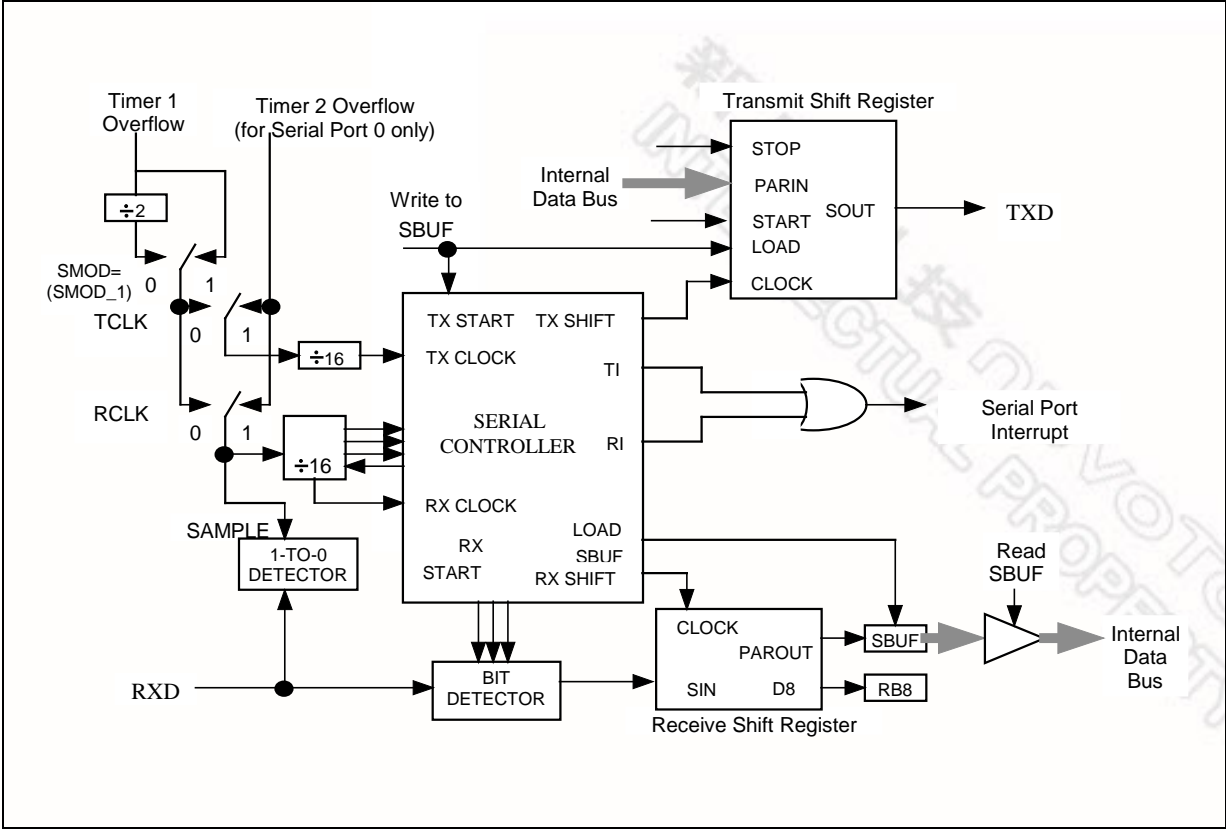 Timer 1
Overflow
Timer 2 Overflow
(for Serial Port 0 only)
Transmit Shift Register
STOP
PARIN
START
LOAD
CLOCK
SOUT
TXD
Internal
Data Bus
÷2
Write to
SBUF
SMOD=
(SMOD_1)
0
1
TCLK
0
1
÷16
TX START
TX SHIFT
TX CLOCK
TI
SERIAL
CONTROLLER
RI
Serial Port
Interrupt
RCLK
0
1
÷16
RX CLOCK
SAMPLE
1-TO-0
DETECTOR
RX
START
LOAD
SBUF
RX SHIFT
Read
SBUF
CLOCK
PAROUT
SIN
D8
SBUF
RB8
Internal
Data
Bus
RXD
BIT
DETECTOR
Receive Shift Register